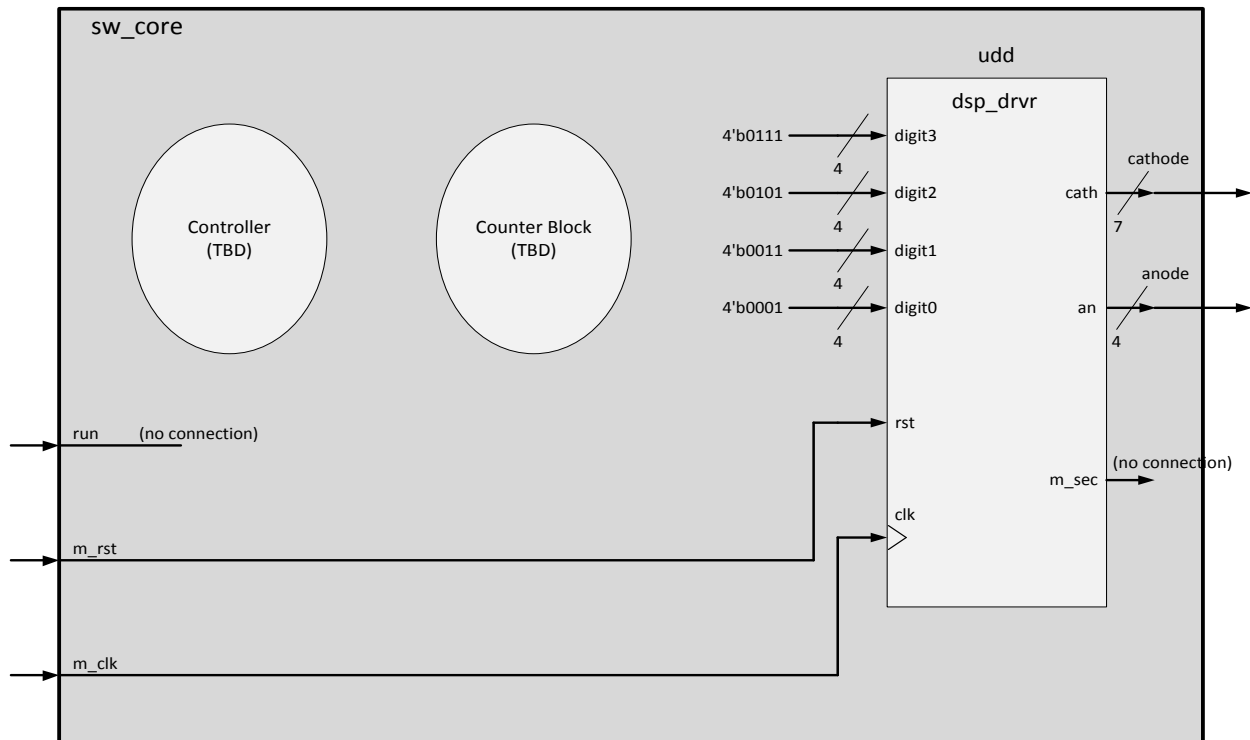 sw_core
udd
dsp_drvr
4'b0111
4
digit3
cathode
4'b0101
4
digit2
cath
7
Controller
(TBD)
Counter Block
(TBD)
4'b0011
4
digit1
anode
4'b0001
4
digit0
an
4
run (no connection)
rst
(no connection)
m_sec
clk
m_rst
m_clk